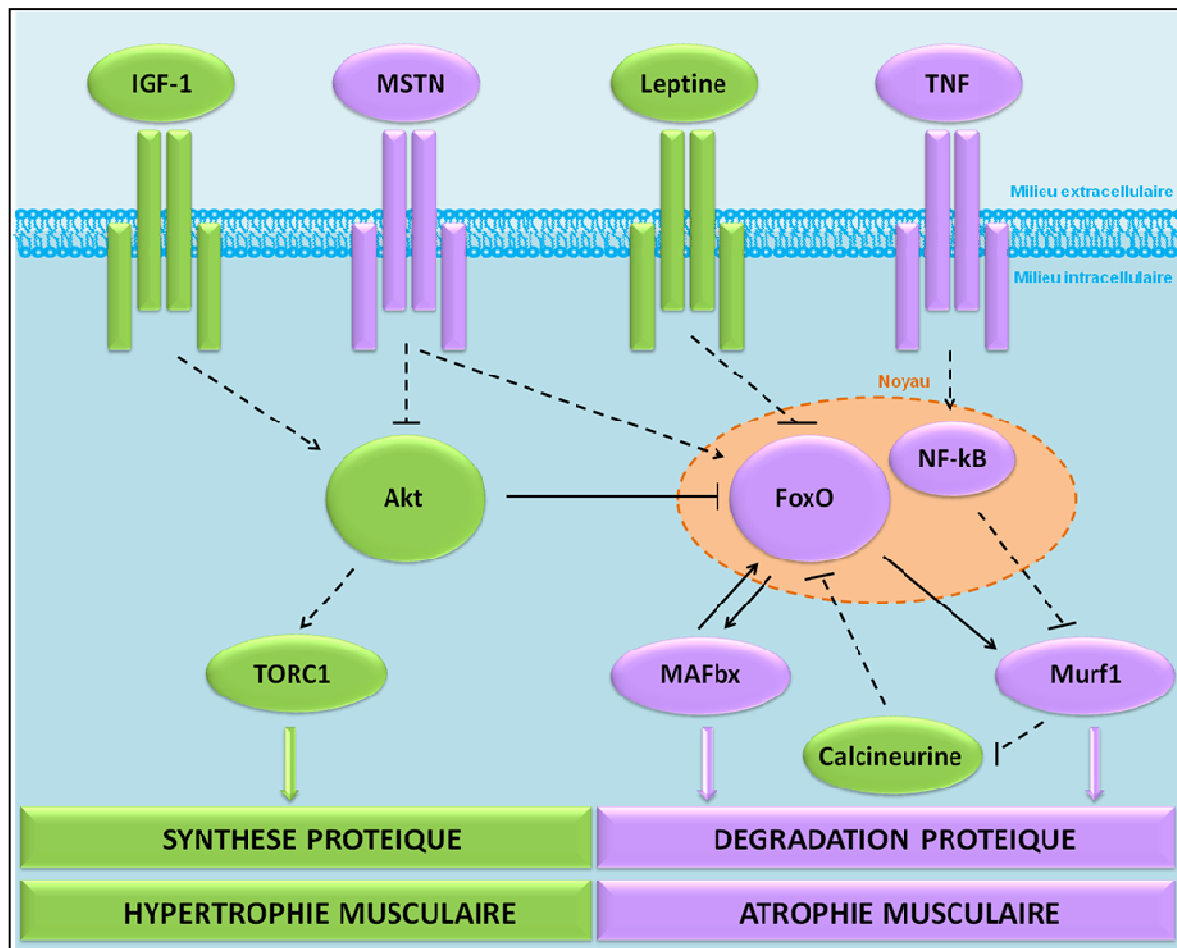 IGF-1
MSTN
Leptine
TNF
Milieu extracellulaire
Milieu intracellulaire
Noyau
NF-kB
Akt
FoxO
TORC1
MAFbx
Murf1
Calcineurine
SYNTHESE PROTEIQUE
DEGRADATION PROTEIQUE
HYPERTROPHIE MUSCULAIRE
ATROPHIE MUSCULAIRE